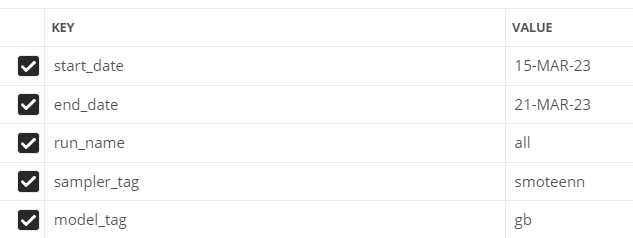 KEY VALUE
start_date 15-MAR-23
end_date 21-MAR-23
run_name all
sampler_tag smoteenn
model_tag gb